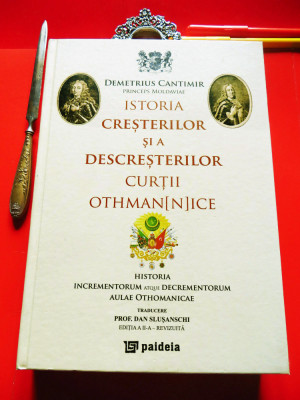 DEMETRIUS CANTIMIR
PRINCEPS MOLDAVIAE
ISTORIA
CREȘTERILOR
ȘI A
DESCREȘTERILOR
CURȚII
OTHMAN[N]ICE
HISTORIA
INCREMENTORUM ATQUE DECREMENTORUM
AULAE OTHOMANICAE
TRADUCERE
PROF. DAN SLUȘANSCHI
EDIȚIA A II-A - REVIZUITĂ
paideia